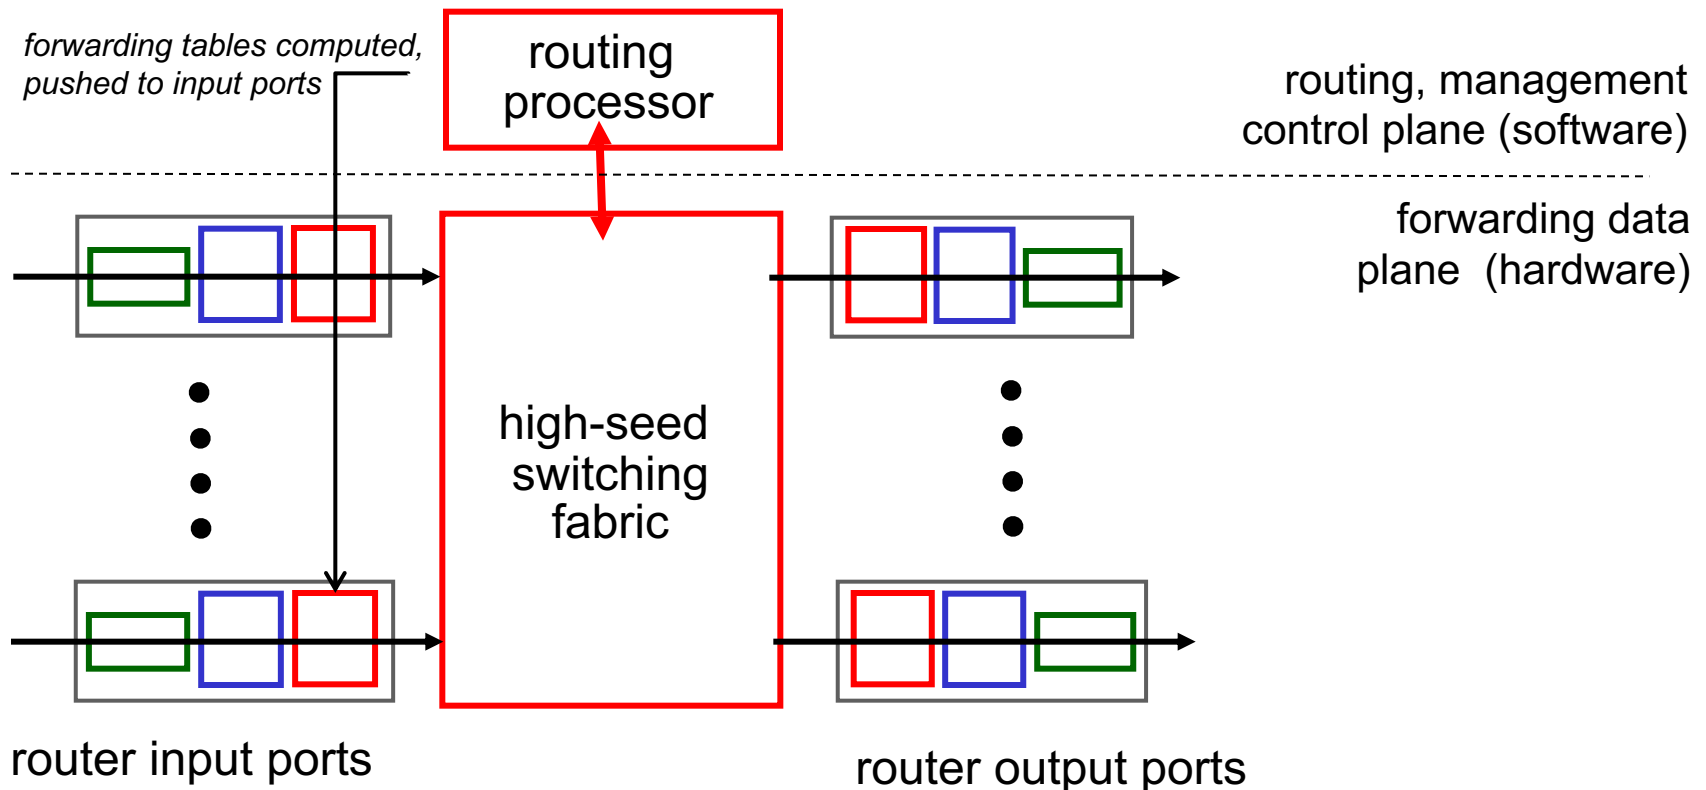 forwarding tables computed,
pushed to input ports
routing
processor
routing, management
control plane (software)
forwarding data
plane (hardware)
high-seed
switching
fabric
router input ports
router output ports